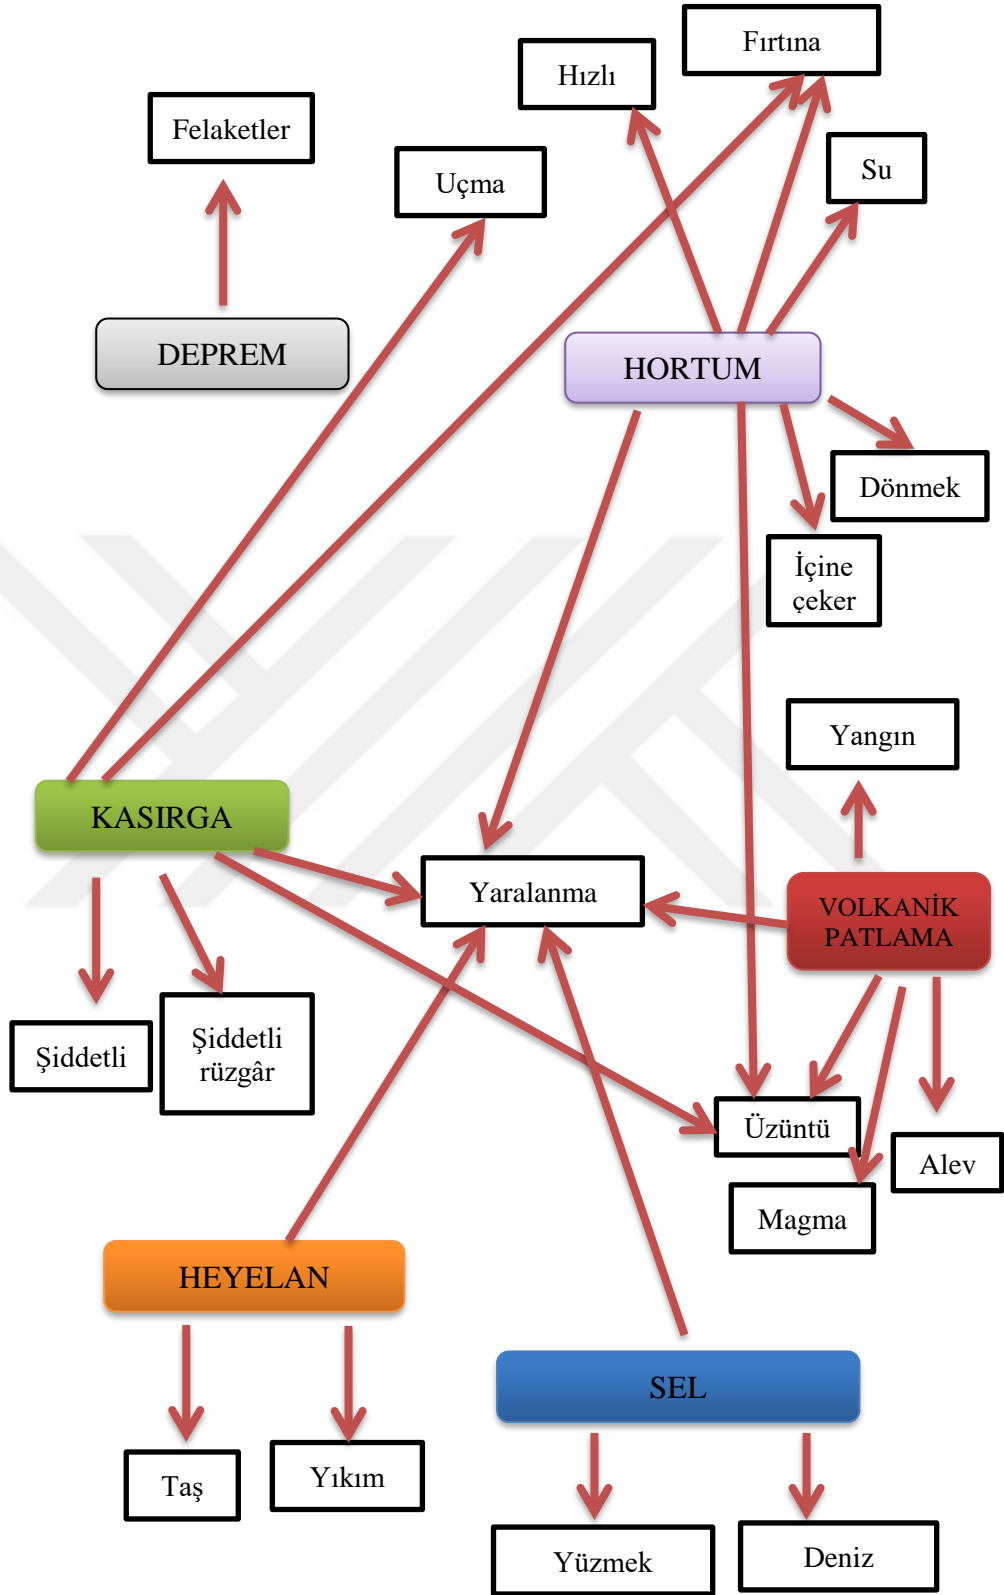 Fırtına
Hızlı
Felaketler
Su
Uçma
DEPREM
HORTUM
Dönmek
İçine
çeker
Yangın
KASIRGA
Yaralanma
VOLKANİK
PATLAMA
Şiddetli
Şiddetli
rüzgâr
Üzüntü
Alev
Magma
HEYELAN
SEL
Taş
Yıkım
Yüzmek
Deniz